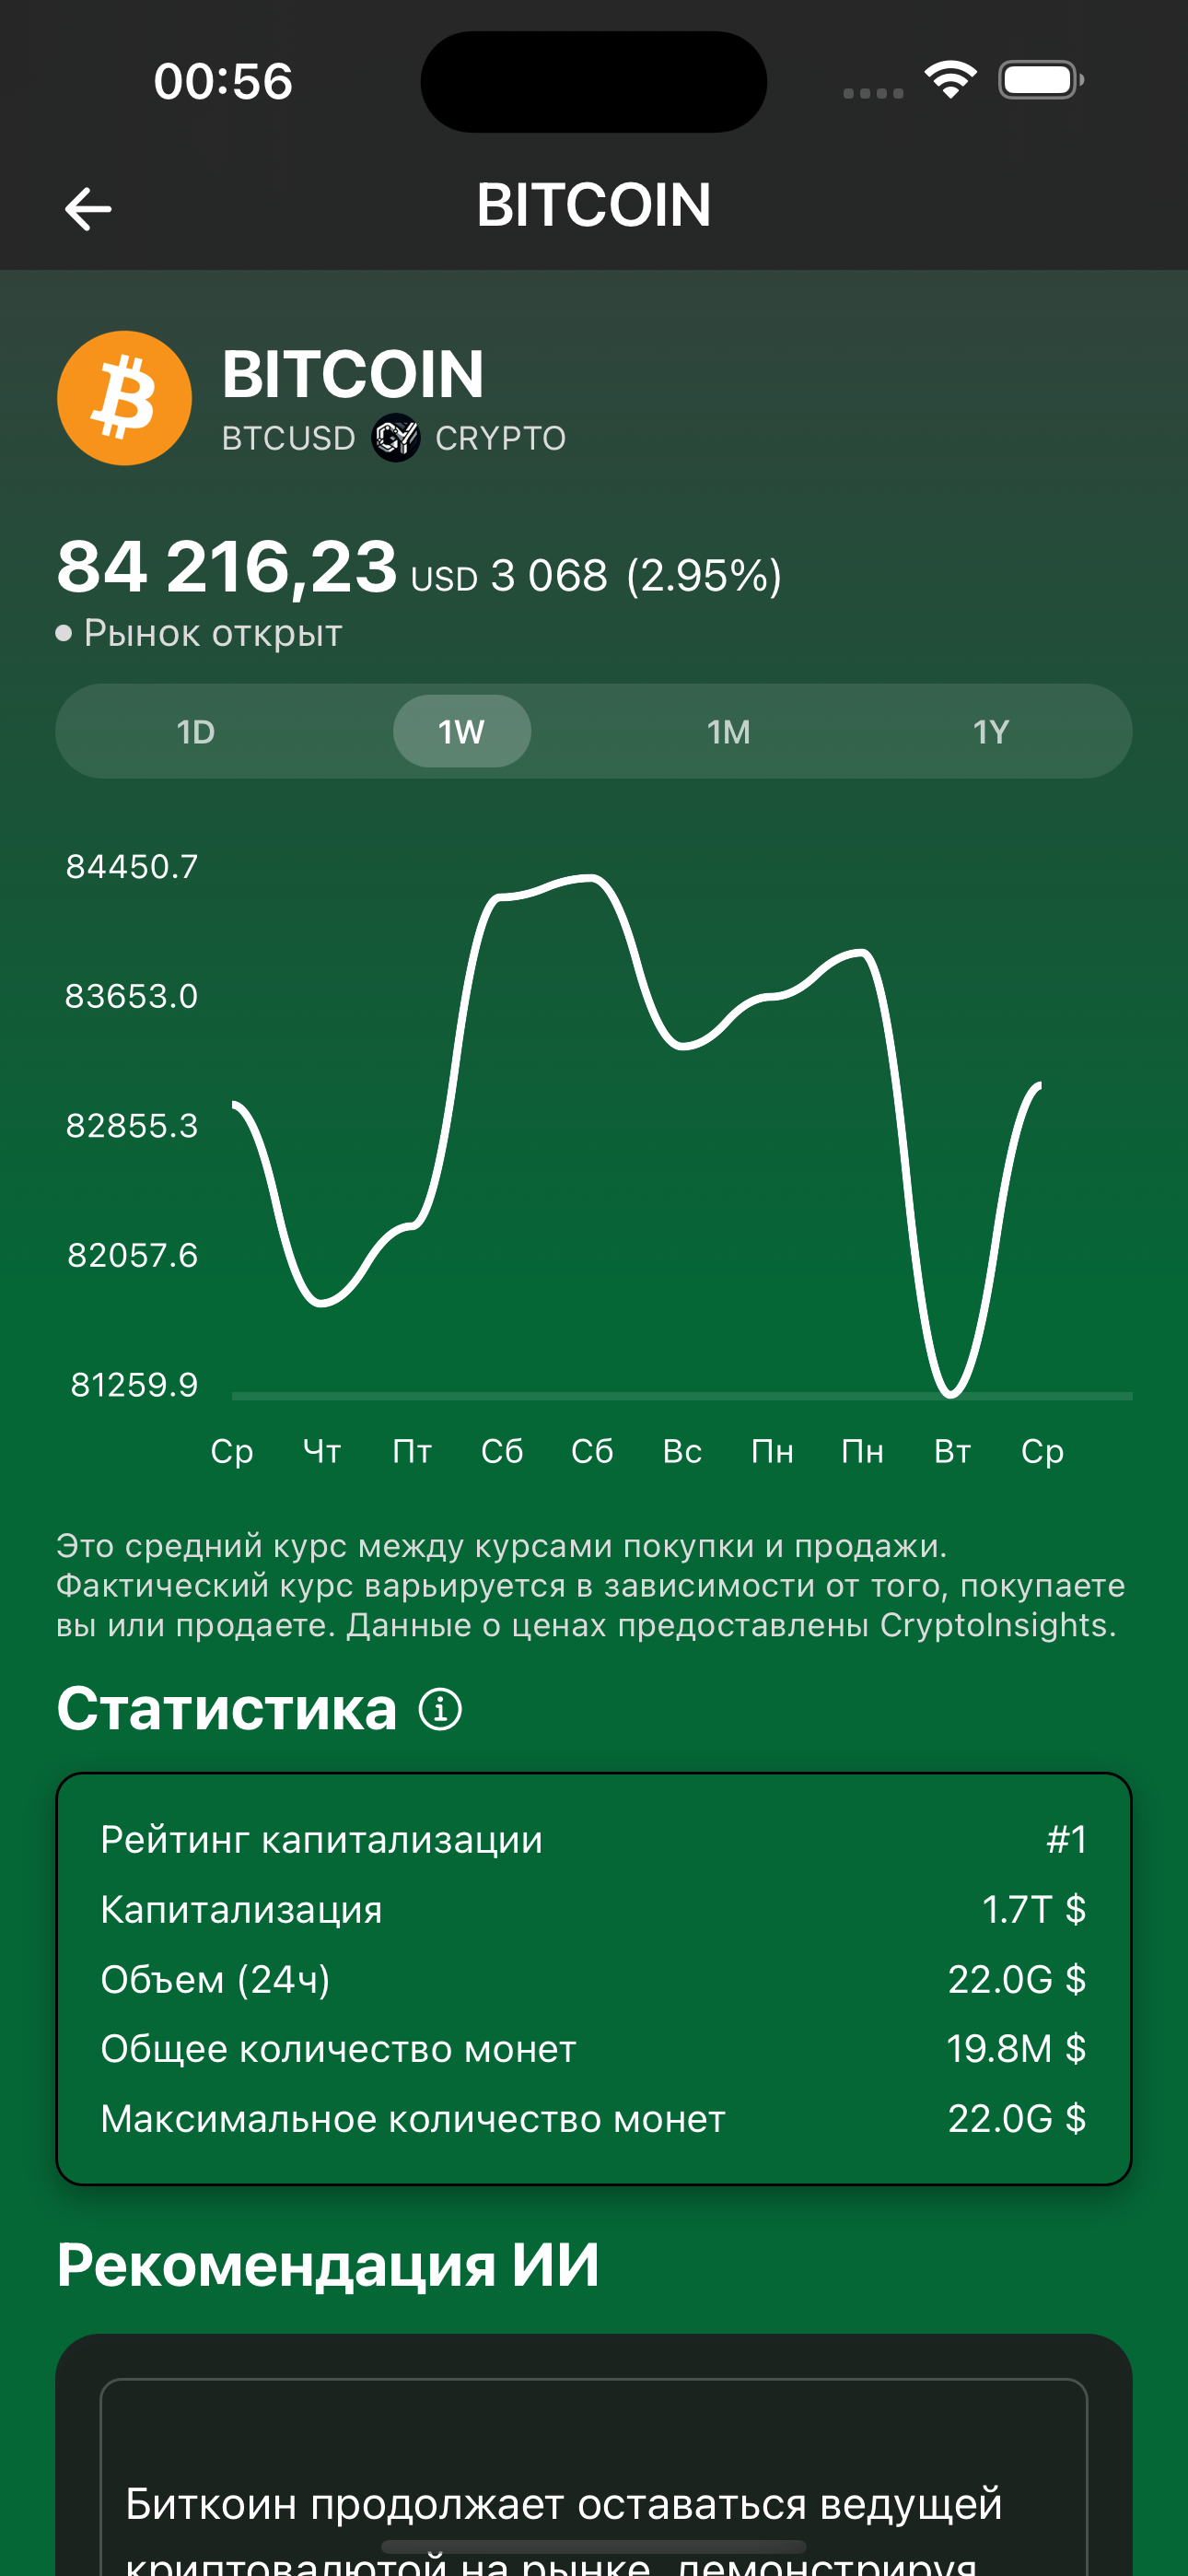 00:56
BITCOIN
BITCOIN
BTCUSD CRYPTO
84 216,23 USD 3 068 (2.95%)
Рынок открыт
1D 1W 1M 1Y
84450.7
83653.0
82855.3
82057.6
81259.9
Ср Чт Пт Сб Сб Вс Пн Пн Вт Ср
Это средний курс между курсами покупки и продажи.
Фактический курс варьируется в зависимости от того, покупаете
вы или продаете. Данные о ценах предоставлены CryptoInsights.
Статистика
Рейтинг капитализации #1
Капитализация 1.7T $
Объем (24ч) 22.0G $
Общее количество монет 19.8M $
Максимальное количество монет 22.0G $
Рекомендация ИИ
Биткоин продолжает оставаться ведущей
криптовалютой на рынке, демонстрируя